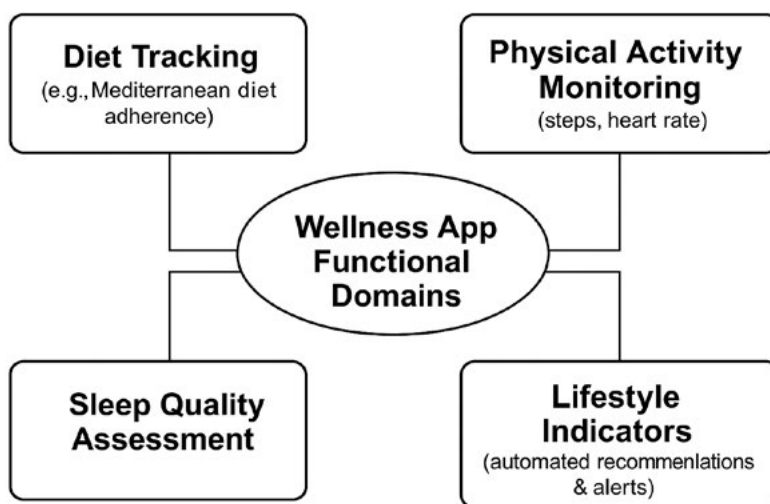 Diet Tracking
(e.g., Mediterranean diet
adherence)
Physical Activity
Monitoring
(steps, heart rate)
Wellness App
Functional
Domains
Sleep Quality
Assessment
Lifestyle
Indicators
(automated recommenlations
& alerts)